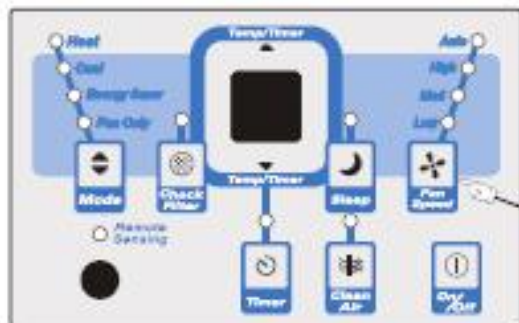 Temp/Timer
Heat
Cool
Energy Saver
Fan Only
Auto
High
Med
Low
Temp/Timer
Mode
Check
Filter
Sleep
Fan
Speed
Remote
Sensing
Timer
Clean
Air
On/
Off